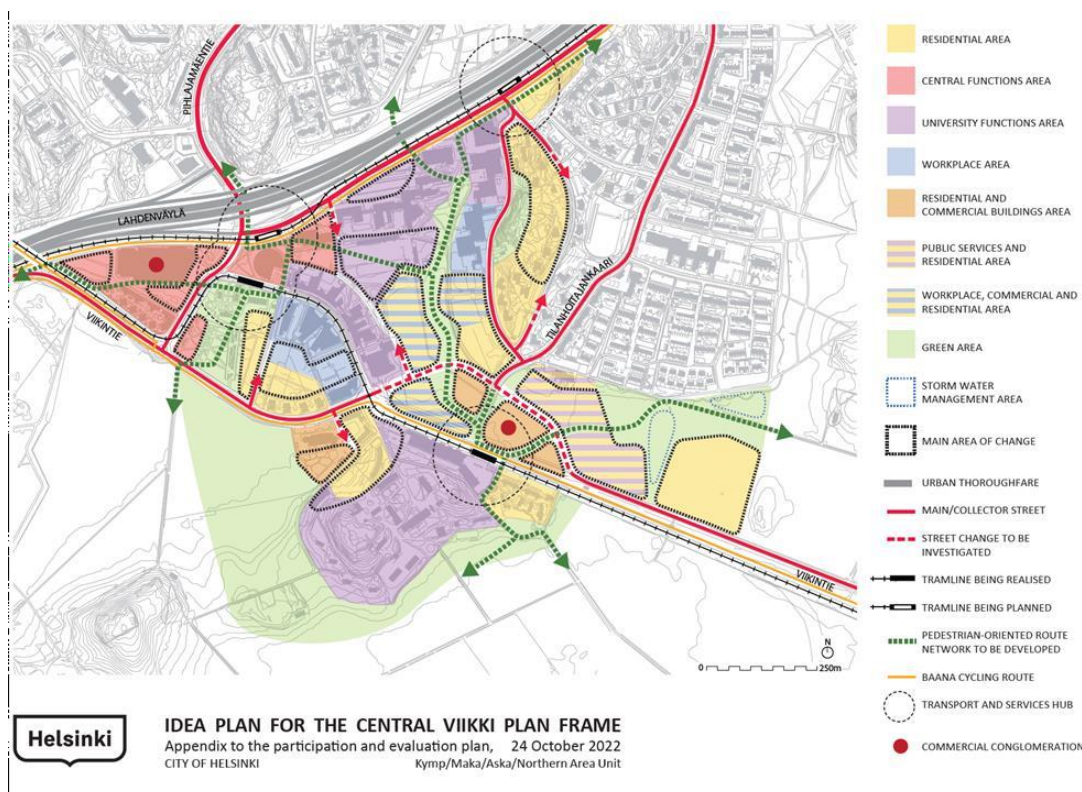 PIHLAJAMÄENTIE
LAHDENVÄYLÄ
VIIKINTIE
TILANHOITAJANKAARI
VIIKINTIE
N
0 250m
RESIDENTIAL AREA
CENTRAL FUNCTIONS AREA
UNIVERSITY FUNCTIONS AREA
WORKPLACE AREA
RESIDENTIAL AND
COMMERCIAL BUILDINGS AREA
PUBLIC SERVICES AND
RESIDENTIAL AREA
WORKPLACE, COMMERCIAL AND
RESIDENTIAL AREA
GREEN AREA
STORM WATER
MANAGEMENT AREA
MAIN AREA OF CHANGE
URBAN THOROUGHFARE
MAIN/COLLECTOR STREET
STREET CHANGE TO BE
INVESTIGATED
TRAMLINE BEING REALISED
TRAMLINE BEING PLANNED
PEDESTRIAN-ORIENTED ROUTE
NETWORK TO BE DEVELOPED
BAANA CYCLING ROUTE
TRANSPORT AND SERVICES HUB
COMMERCIAL CONGLOMERATION
Helsinki
IDEA PLAN FOR THE CENTRAL VIIKKI PLAN FRAME
Appendix to the participation and evaluation plan, 24 October 2022
CITY OF HELSINKI Kymp/Maka/Aska/Northern Area Unit